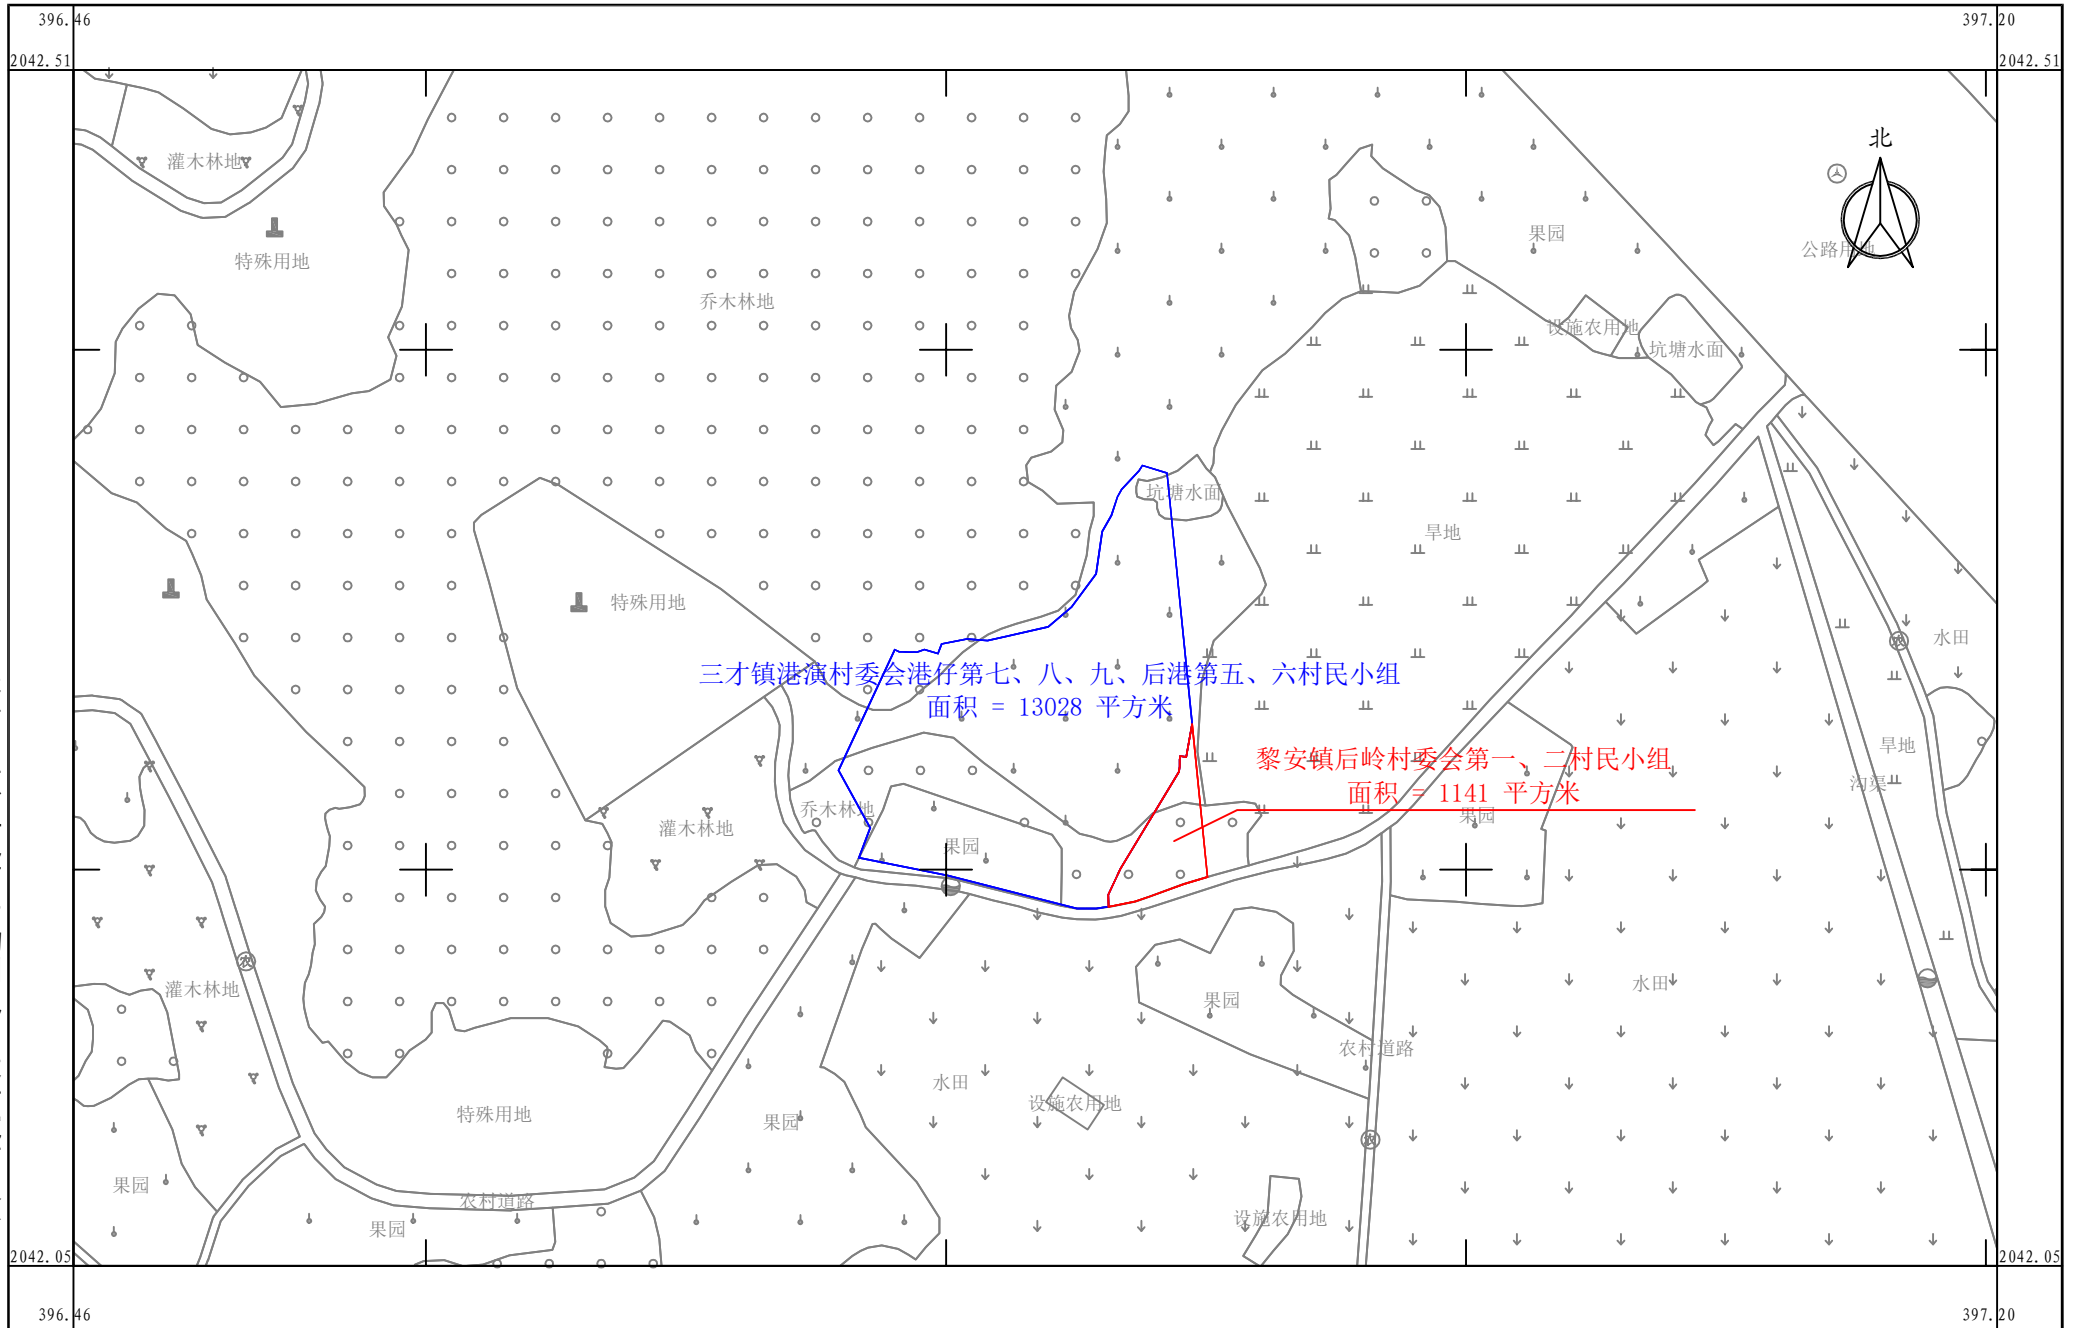 396.46
397.20
2042.51
2042.51
北
灌木林地
果园
公路用地
特殊用地
乔木林地
设施农用地
坑塘水面
坑塘水面
旱地
特殊用地
水田
三才镇港演村委会港仔第七、八、九、后港第五、六村民小组
面积 = 13028 平方米
旱地
黎安镇后岭村委会第一、二村民小组
面积 = 1141 平方米
沟渠
乔木林地
果园
灌木林地
果园
农
农
灌木林地
水田
果园
农村道路
水田
设施农用地
特殊用地
果园
农
果园
农村道路
果园
设施农用地
2042.05
2042.05
396.46
397.20